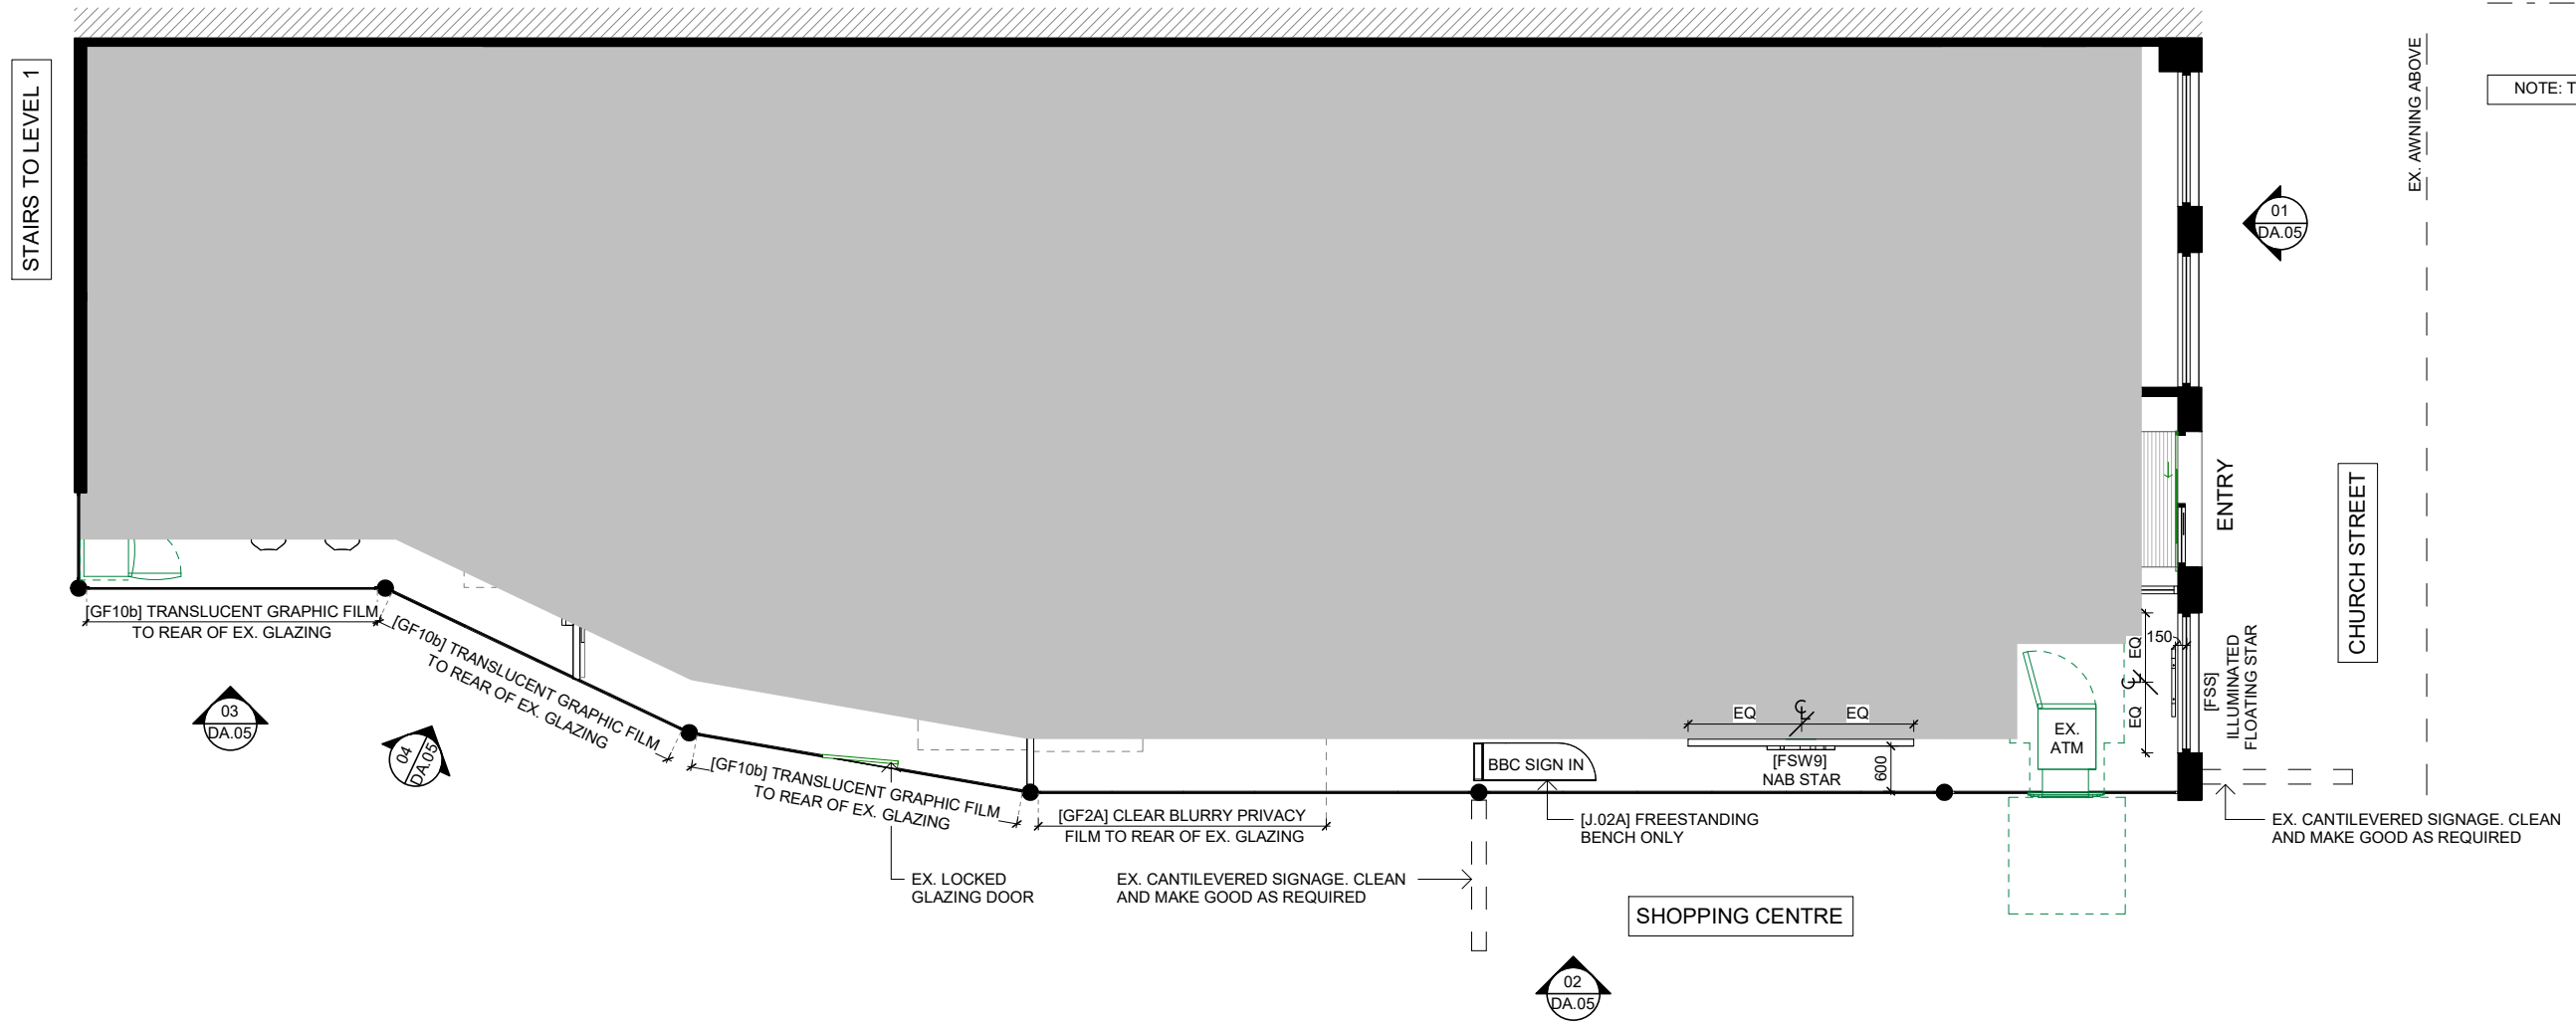 STAIRS TO LEVEL 1
EX. AWNING ABOVE
NOTE: T
01
DA.05
ENTRY
CHURCH STREET
[GF10b] TRANSLUCENT GRAPHIC FILM
TO REAR OF EX. GLAZING
[GF10b] TRANSLUCENT GRAPHIC FILM
TO REAR OF EX. GLAZING
[GF10b] TRANSLUCENT GRAPHIC FILM
TO REAR OF EX. GLAZING
03
DA.05
04
DA.05
EX. LOCKED
GLAZING DOOR
[GF2A] CLEAR BLURRY PRIVACY
FILM TO REAR OF EX. GLAZING
EX. CANTILEVERED SIGNAGE. CLEAN
AND MAKE GOOD AS REQUIRED
BBC SIGN IN
[J.02A] FREESTANDING
BENCH ONLY
EQ
EQ
[FSW9]
NAB STAR
600
EX.
ATM
EQ
EQ
150
[FSS]
ILLUMINATED
FLOATING STAR
EX. CANTILEVERED SIGNAGE. CLEAN
AND MAKE GOOD AS REQUIRED
SHOPPING CENTRE
02
DA.05